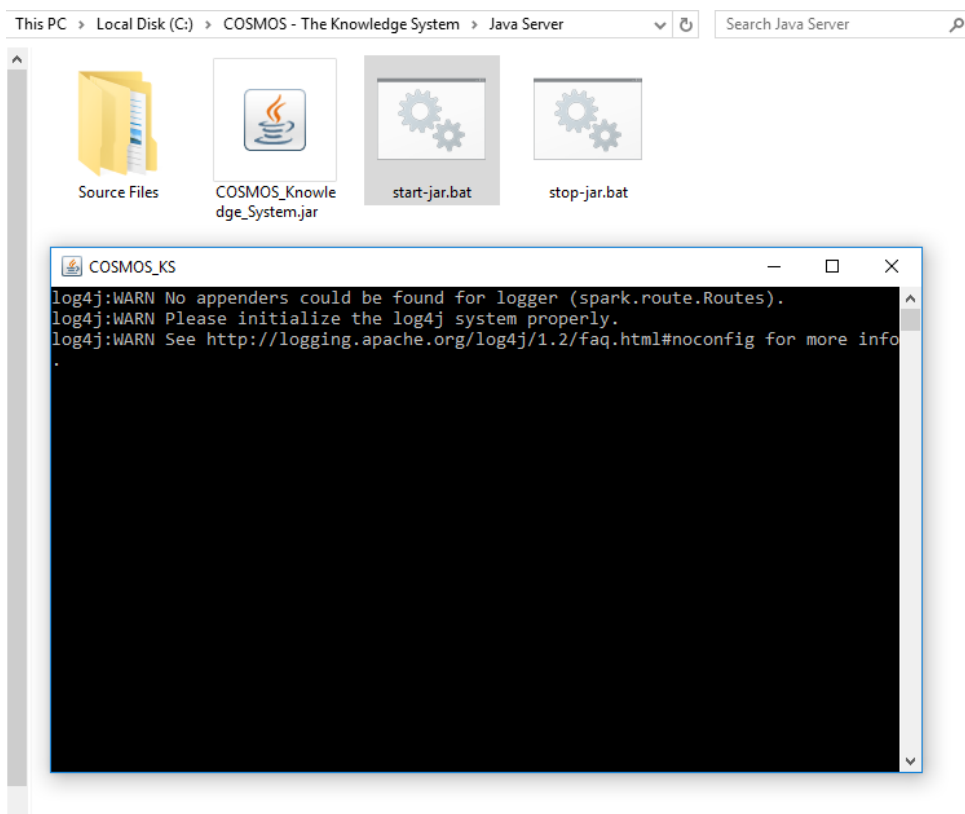 This PC > Local Disk (C:) > COSMOS - The Knowledge System > Java Server
Search Java Server
Source Files
COSMOS_Knowle
dge_System.jar
start-jar.bat
stop-jar.bat
COSMOS_KS
log4j:WARN No appenders could be found for logger (spark.route.Routes).
log4j:WARN Please initialize the log4j system properly.
log4j:WARN See http://logging.apache.org/log4j/1.2/faq.html#noconfig for more info
.